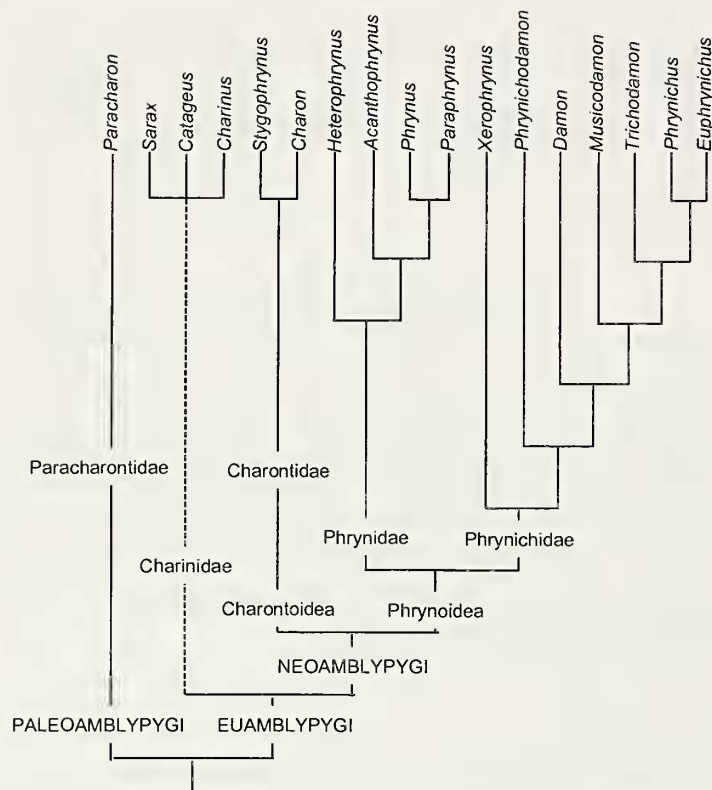 Paracharon
Sarax
Catageus
Charinus
Stygophrynus
Charon
Heterophrynus
Acanthophrynus
Phrynus
Paraphrynus
Xerophrynus
Phrynichodamon
Damon
Musicodamon
Trichodamon
Phrynichus
Euphrynichus
Paracharontidae
Charontidae
Phrynidae
Phrynichidae
Charinidae
Charontoidea
Phrynoidea
NEOAMBLYPYGI
PALEOAMBLYPYGI
EUAMBLYPYGI